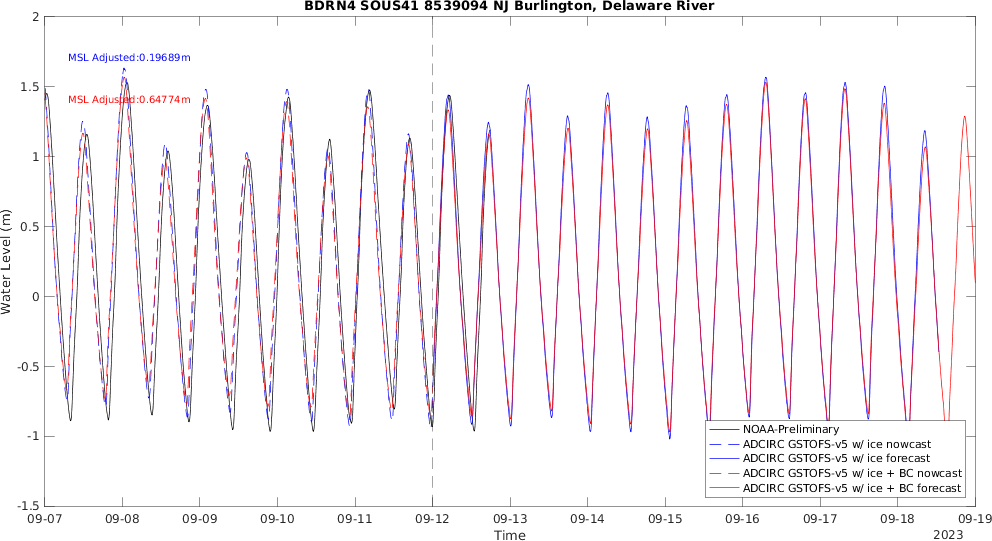 BDRN4 SOUS41 8539094 NJ Burlington, Delaware River
2
MSL Adjusted:0.19689m
1.5
MSL Adjusted:0.64774m
1
0.5
Water Level (m)
0
-0.5
-1
NOAA-Preliminary
ADCIRC GSTOFS-v5 w/ ice nowcast
ADCIRC GSTOFS-v5 w/ ice forecast
ADCIRC GSTOFS-v5 w/ ice + BC nowcast
ADCIRC GSTOFS-v5 w/ ice + BC forecast
-1.5
09-07 09-08 09-09 09-10 09-11 09-12 09-13 09-14 09-15 09-16 09-17 09-18 09-19
Time
2023